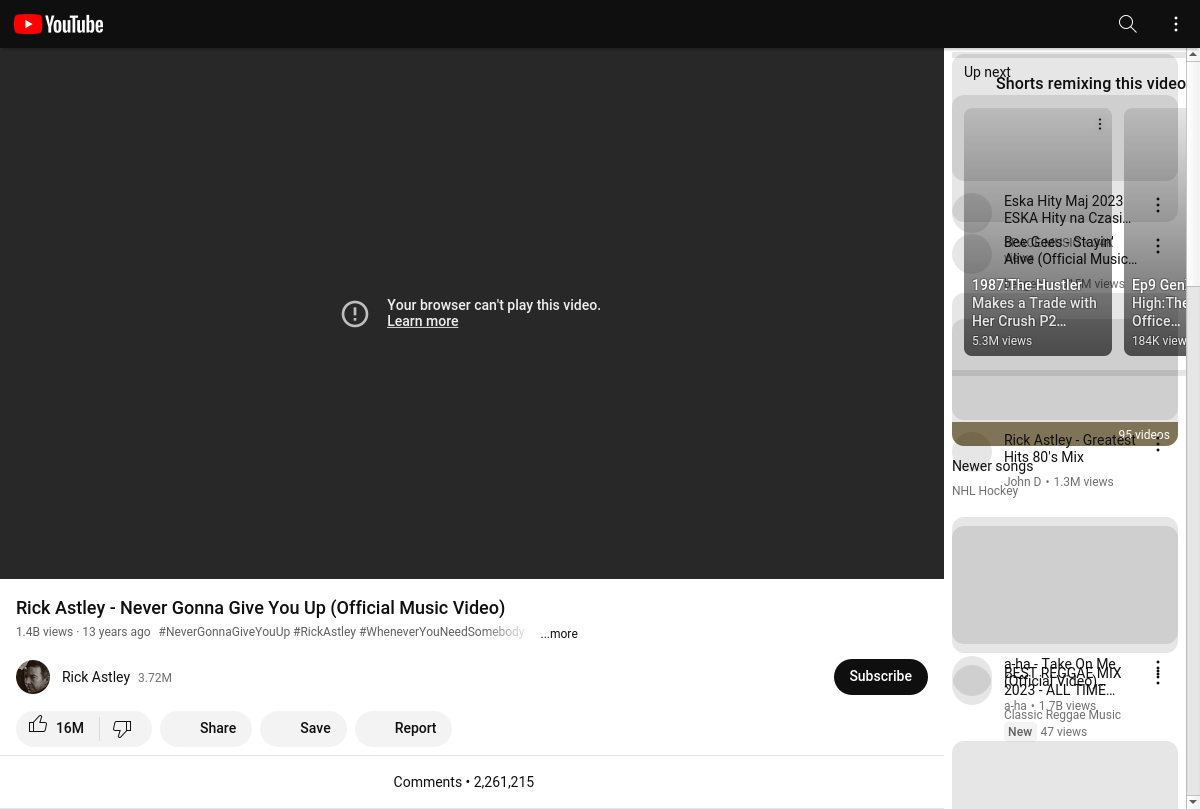 YouTube
Up next
Shorts remixing this video
Your browser can't play this video.
Learn more
Eska Hity Maj 2023
ESKA Hity na Czasi...
Bee Gees - Stayin'
Alive (Official Music...
1987:The Hustler
Makes a Trade with
Her Crush P2...
5.3M views
Ep9 Gen
High:The
Office...
184K view
95 videos
Rick Astley - Greatest
Hits 80's Mix
John D • 1.3M views
Newer songs
NHL Hockey
a-ha - Take On Me
(Official Video)...
a-ha • 1.7B views
BEST REGGAE MIX
2023 - ALL TIME...
Classic Reggae Music
New 47 views
Rick Astley - Never Gonna Give You Up (Official Music Video)
1.4B views · 13 years ago #NeverGonnaGiveYouUp #RickAstley #WheneverYouNeedSomebody ...more
Rick Astley 3.72M
Subscribe
16M Share Save Report
Comments • 2,261,215